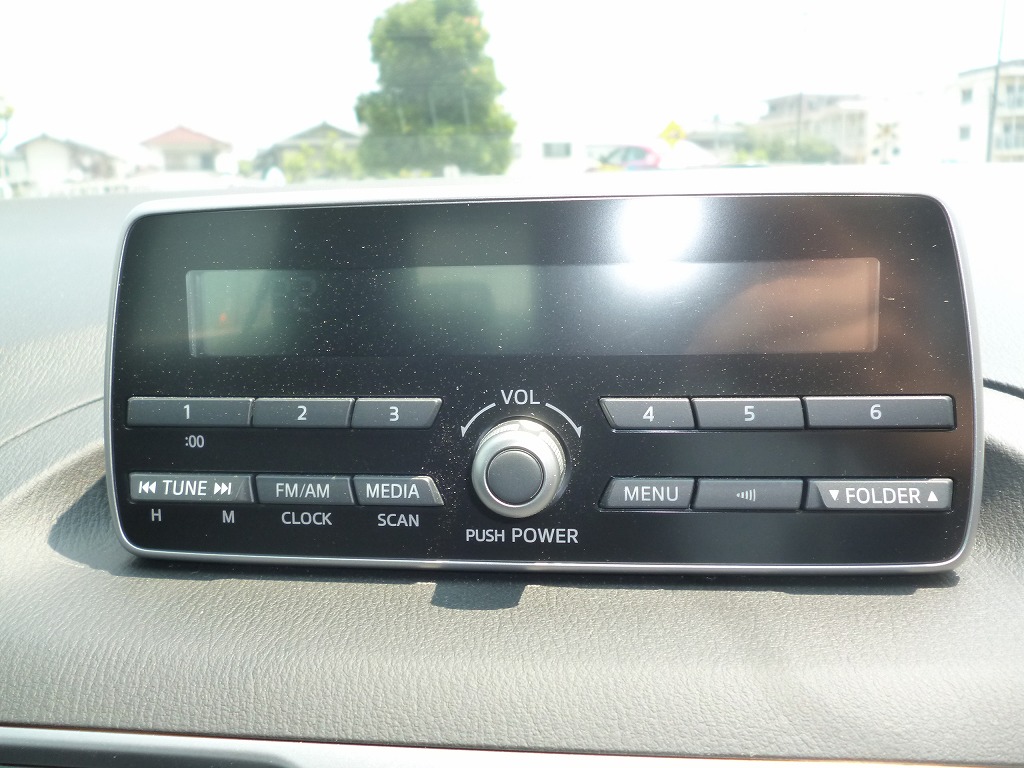 VOL
1 2 3 4 5 6
:00
⏮ TUNE ⏭ FM/AM MEDIA MENU ▼ FOLDER ▲
H M CLOCK SCAN
PUSH POWER